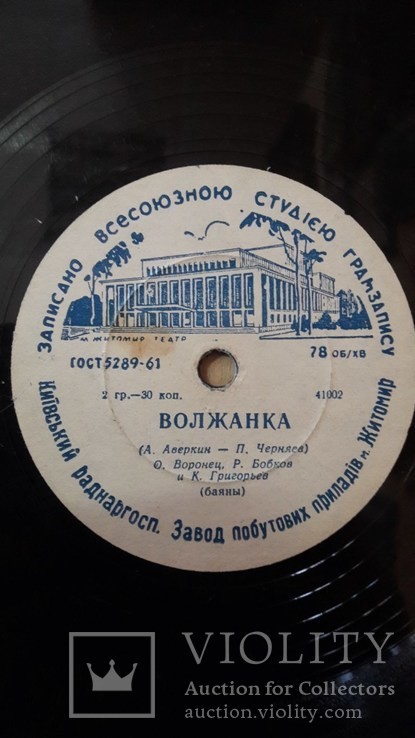 ЗАПИСАНО ВСЕСОЮЗНОЮ СТУДІЄЮ ГРАМЗАПИСУ
М. ЖИТОМИР ТЕАТР
ГОСТ 5289-61
78 ОБ/ХВ
2 гр.—30 коп.
41002
ВОЛЖАНКА
(А. Аверкин — П. Черняев)
О. Воронец, Р. Бобков
и К. Григорьев
(баяны)
Київський раднаргосп. Завод побутових приладів м. Житомир
VIOLITY
Auction for Collectors
auction.violity.com